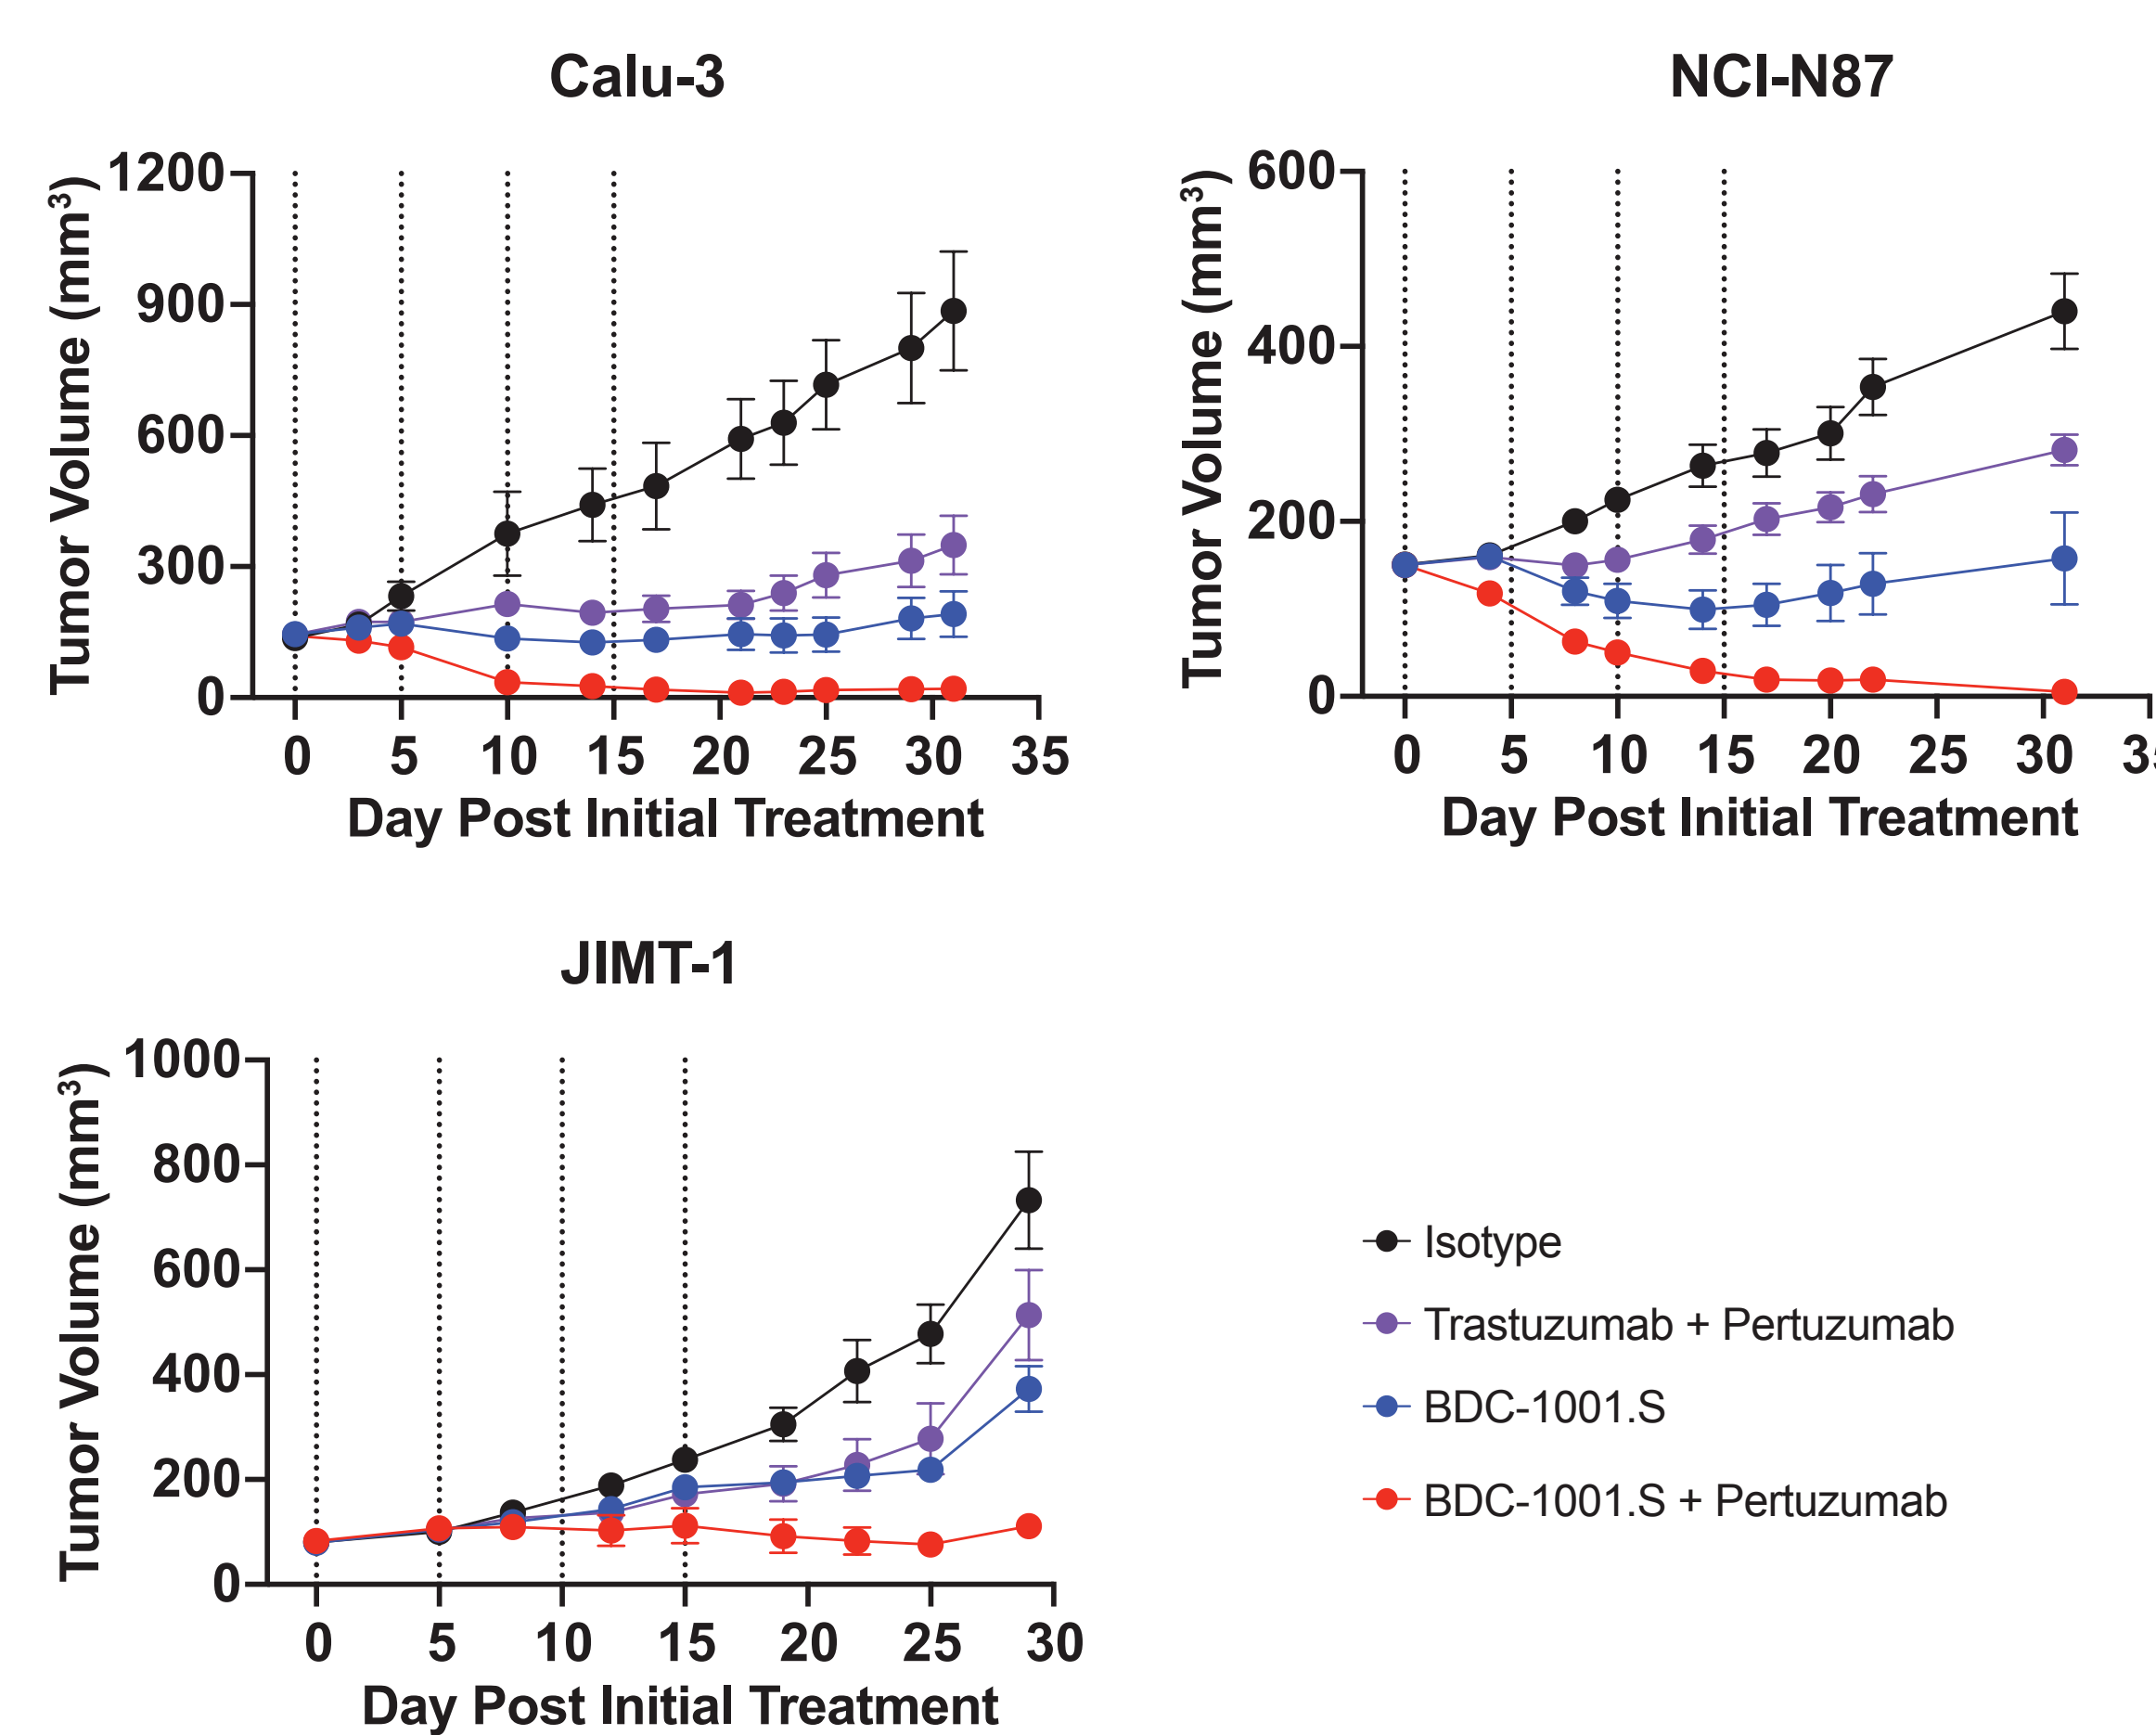 Calu-3
Tumor Volume (mm³)
1200
900
600
300
0
0 5 10 15 20 25 30 35
Day Post Initial Treatment
NCI-N87
Tumor Volume (mm³)
600
400
200
0
0 5 10 15 20 25 30
Day Post Initial Treatment
JIMT-1
Tumor Volume (mm³)
1000
800
600
400
200
0
0 5 10 15 20 25 30
Day Post Initial Treatment
Isotype
Trastuzumab + Pertuzumab
BDC-1001.S
BDC-1001.S + Pertuzumab